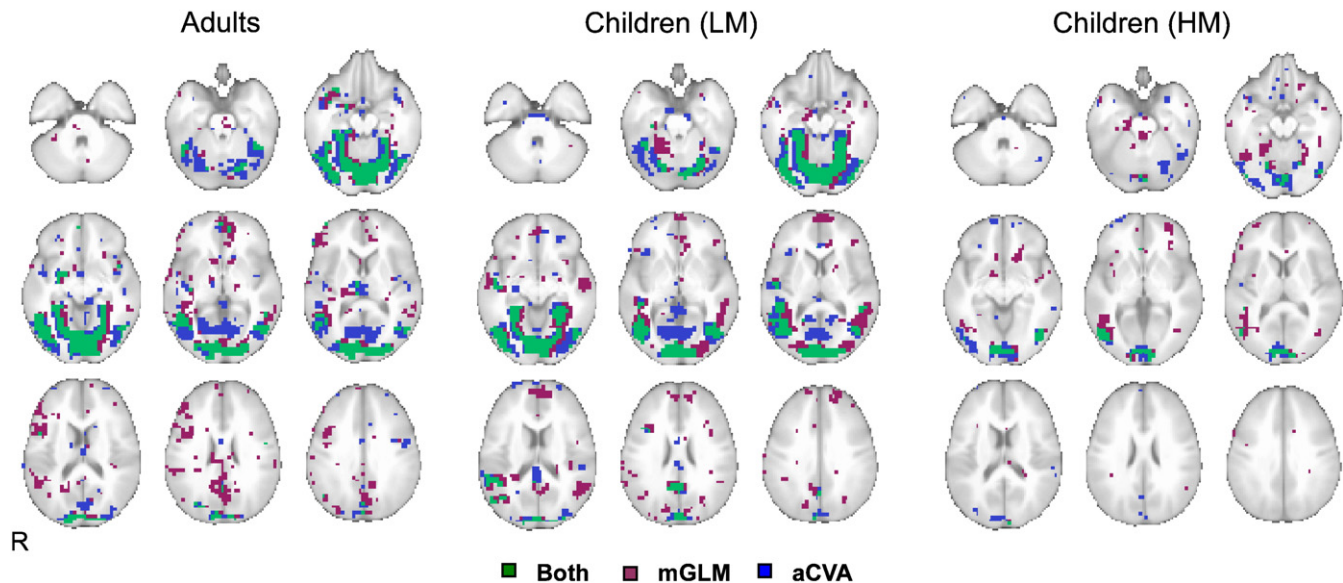 Adults
Children (LM)
Children (HM)
R
Both mGLM aCVA